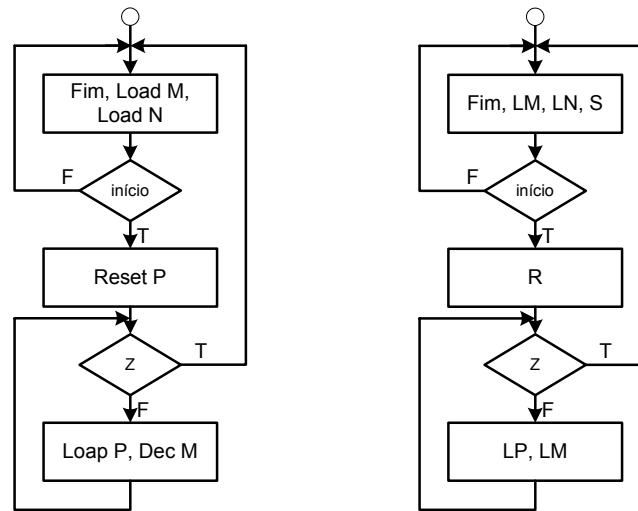 Fim, Load M,
Load N
F
início
T
Reset P
Z
T
F
Loap P, Dec M
Fim, LM, LN, S
F
início
T
R
Z
T
F
LP, LM